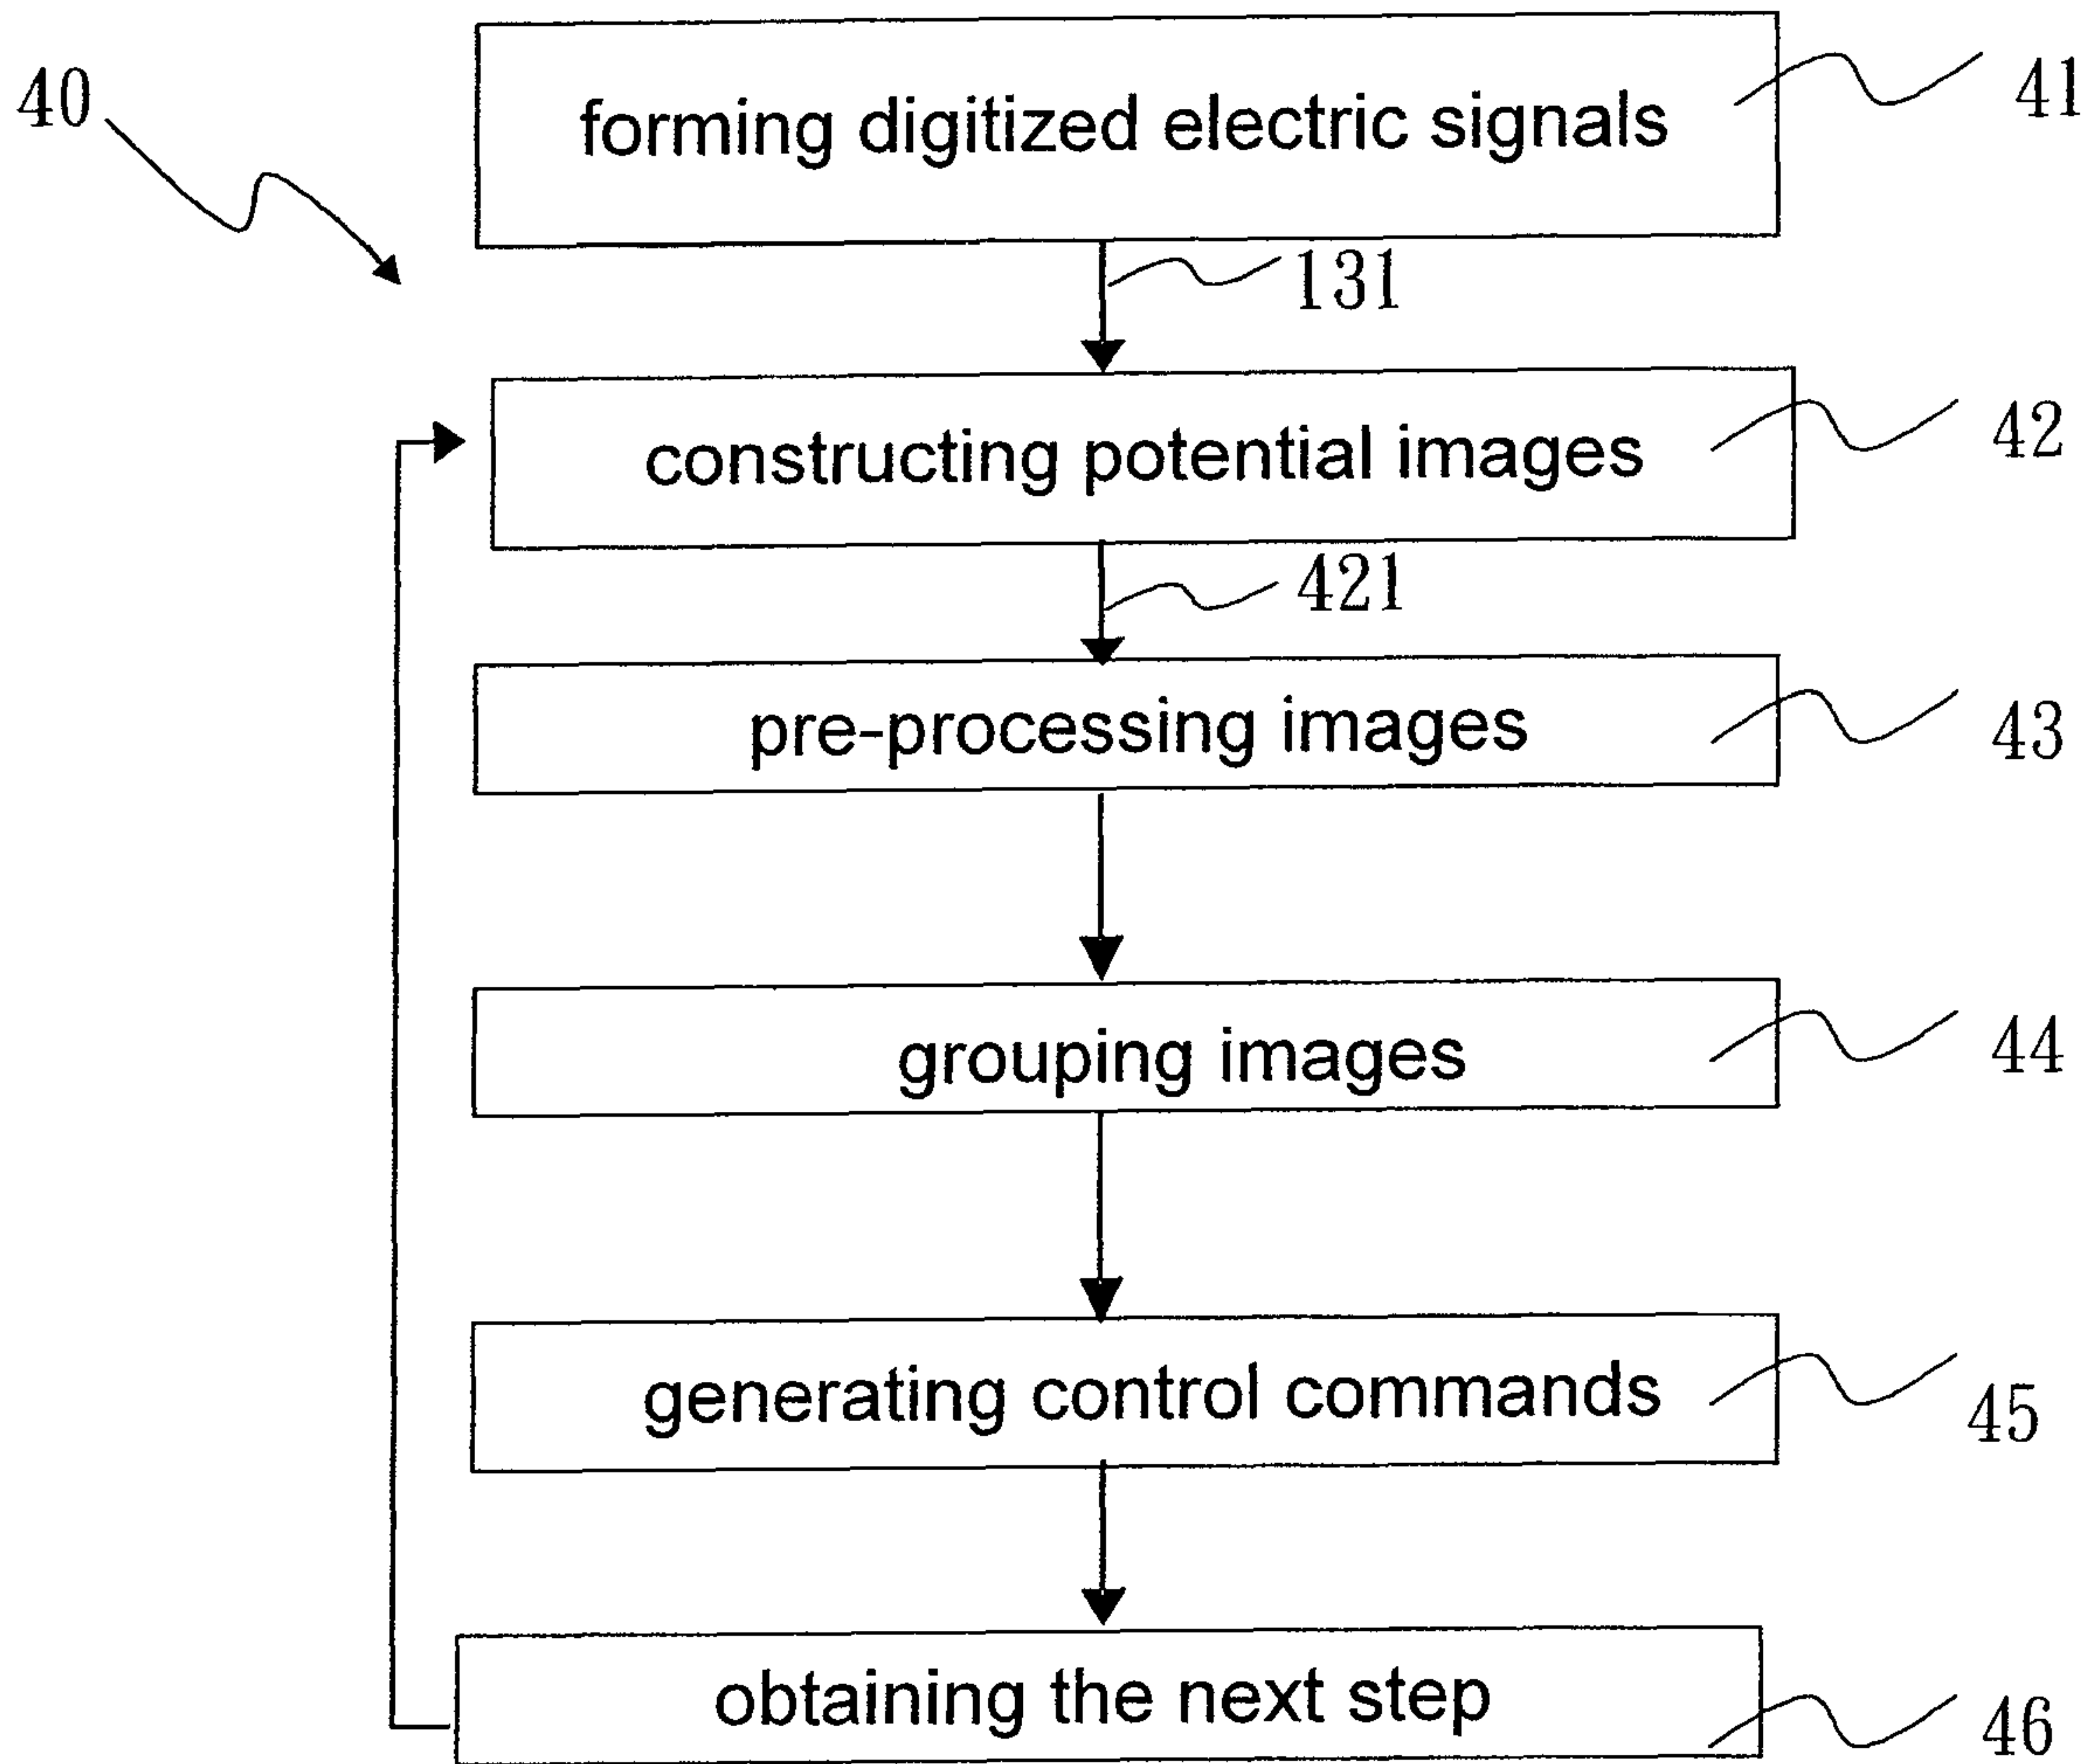 40
forming digitized electric signals
41
131
constructing potential images
42
421
pre-processing images
43
grouping images
44
generating control commands
45
obtaining the next step
46